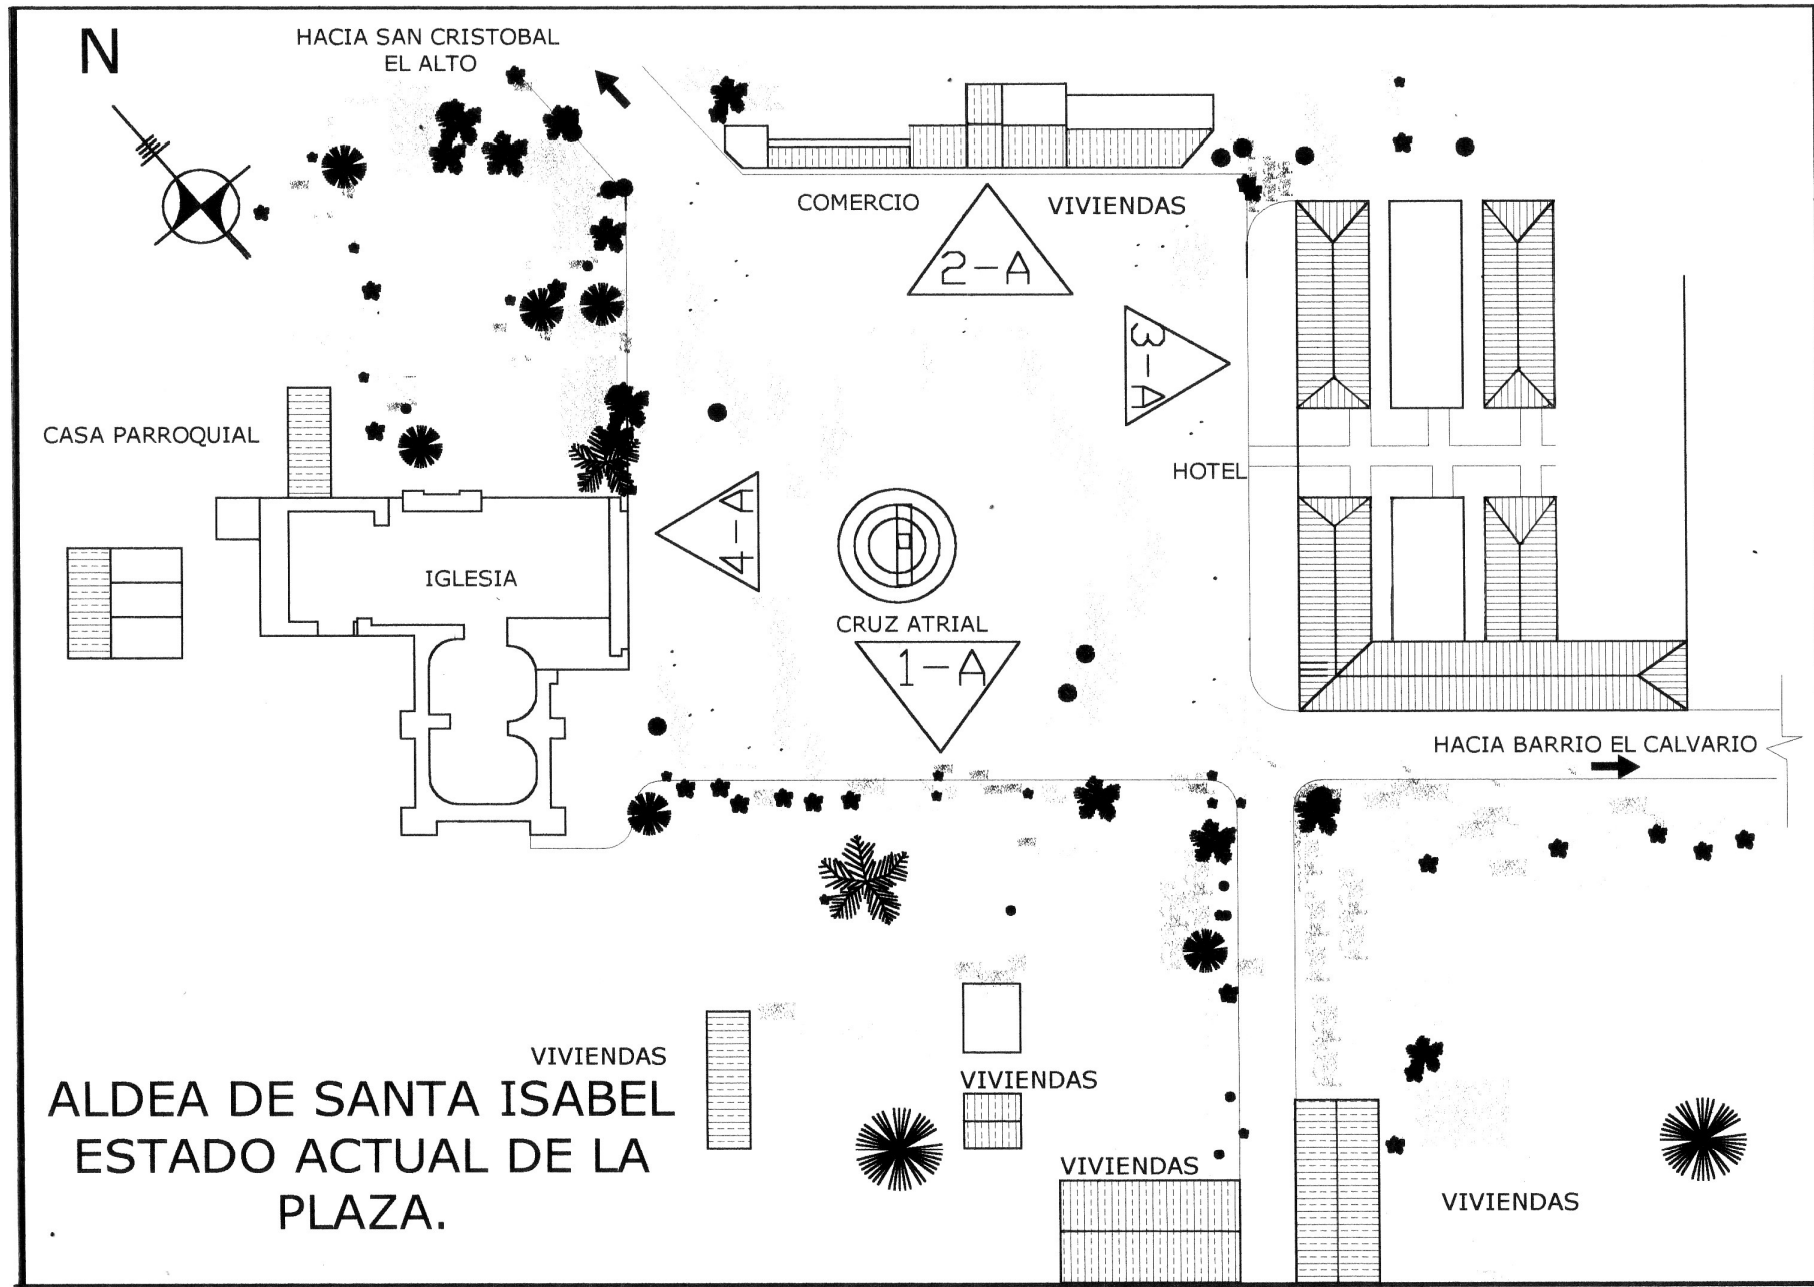 N
HACIA SAN CRISTOBAL
EL ALTO
COMERCIO
VIVIENDAS
2-A
3-A
CASA PARROQUIAL
HOTEL
4-A
IGLESIA
CRUZ ATRIAL
1-A
HACIA BARRIO EL CALVARIO
VIVIENDAS
VIVIENDAS
VIVIENDAS
VIVIENDAS
ALDEA DE SANTA ISABEL
ESTADO ACTUAL DE LA
PLAZA.